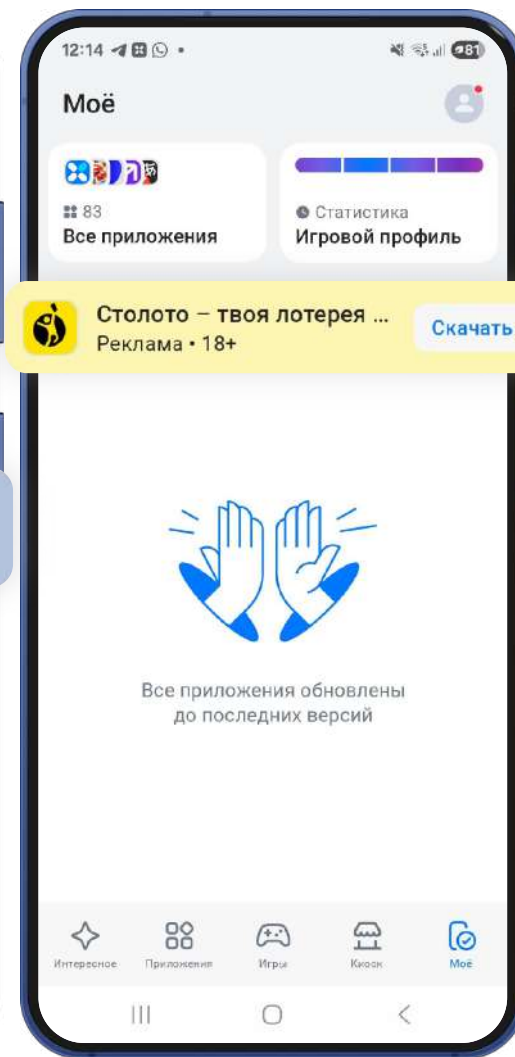 12:14
81
Моё
83
Все приложения
Статистика
Игровой профиль
Столото – твоя лотерея ...
Реклама • 18+
Скачать
Все приложения обновлены
до последних версий
Интересное
Приложения
Игры
Киоск
Моё